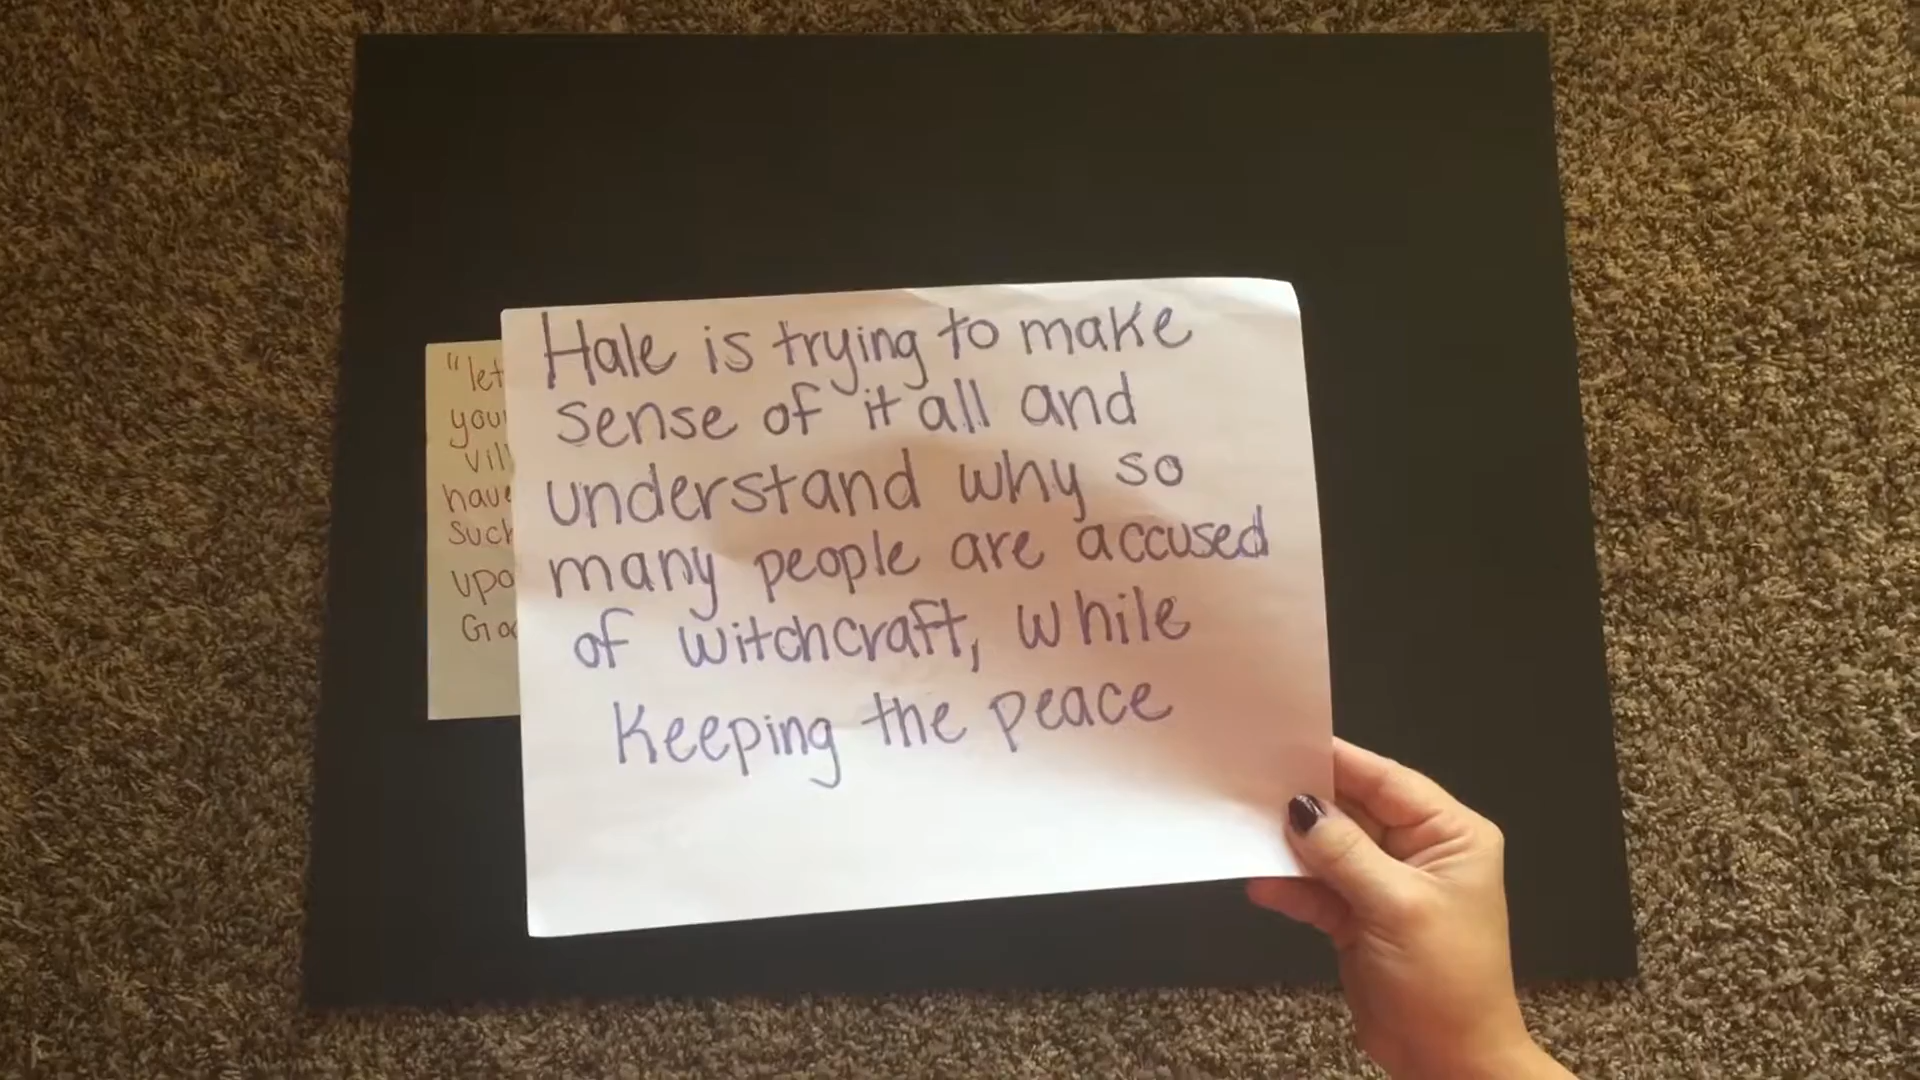 "let
Hale is trying to make
sense of it all and
understand why so
many people are accused
of witchcraft, while
Keeping the peace